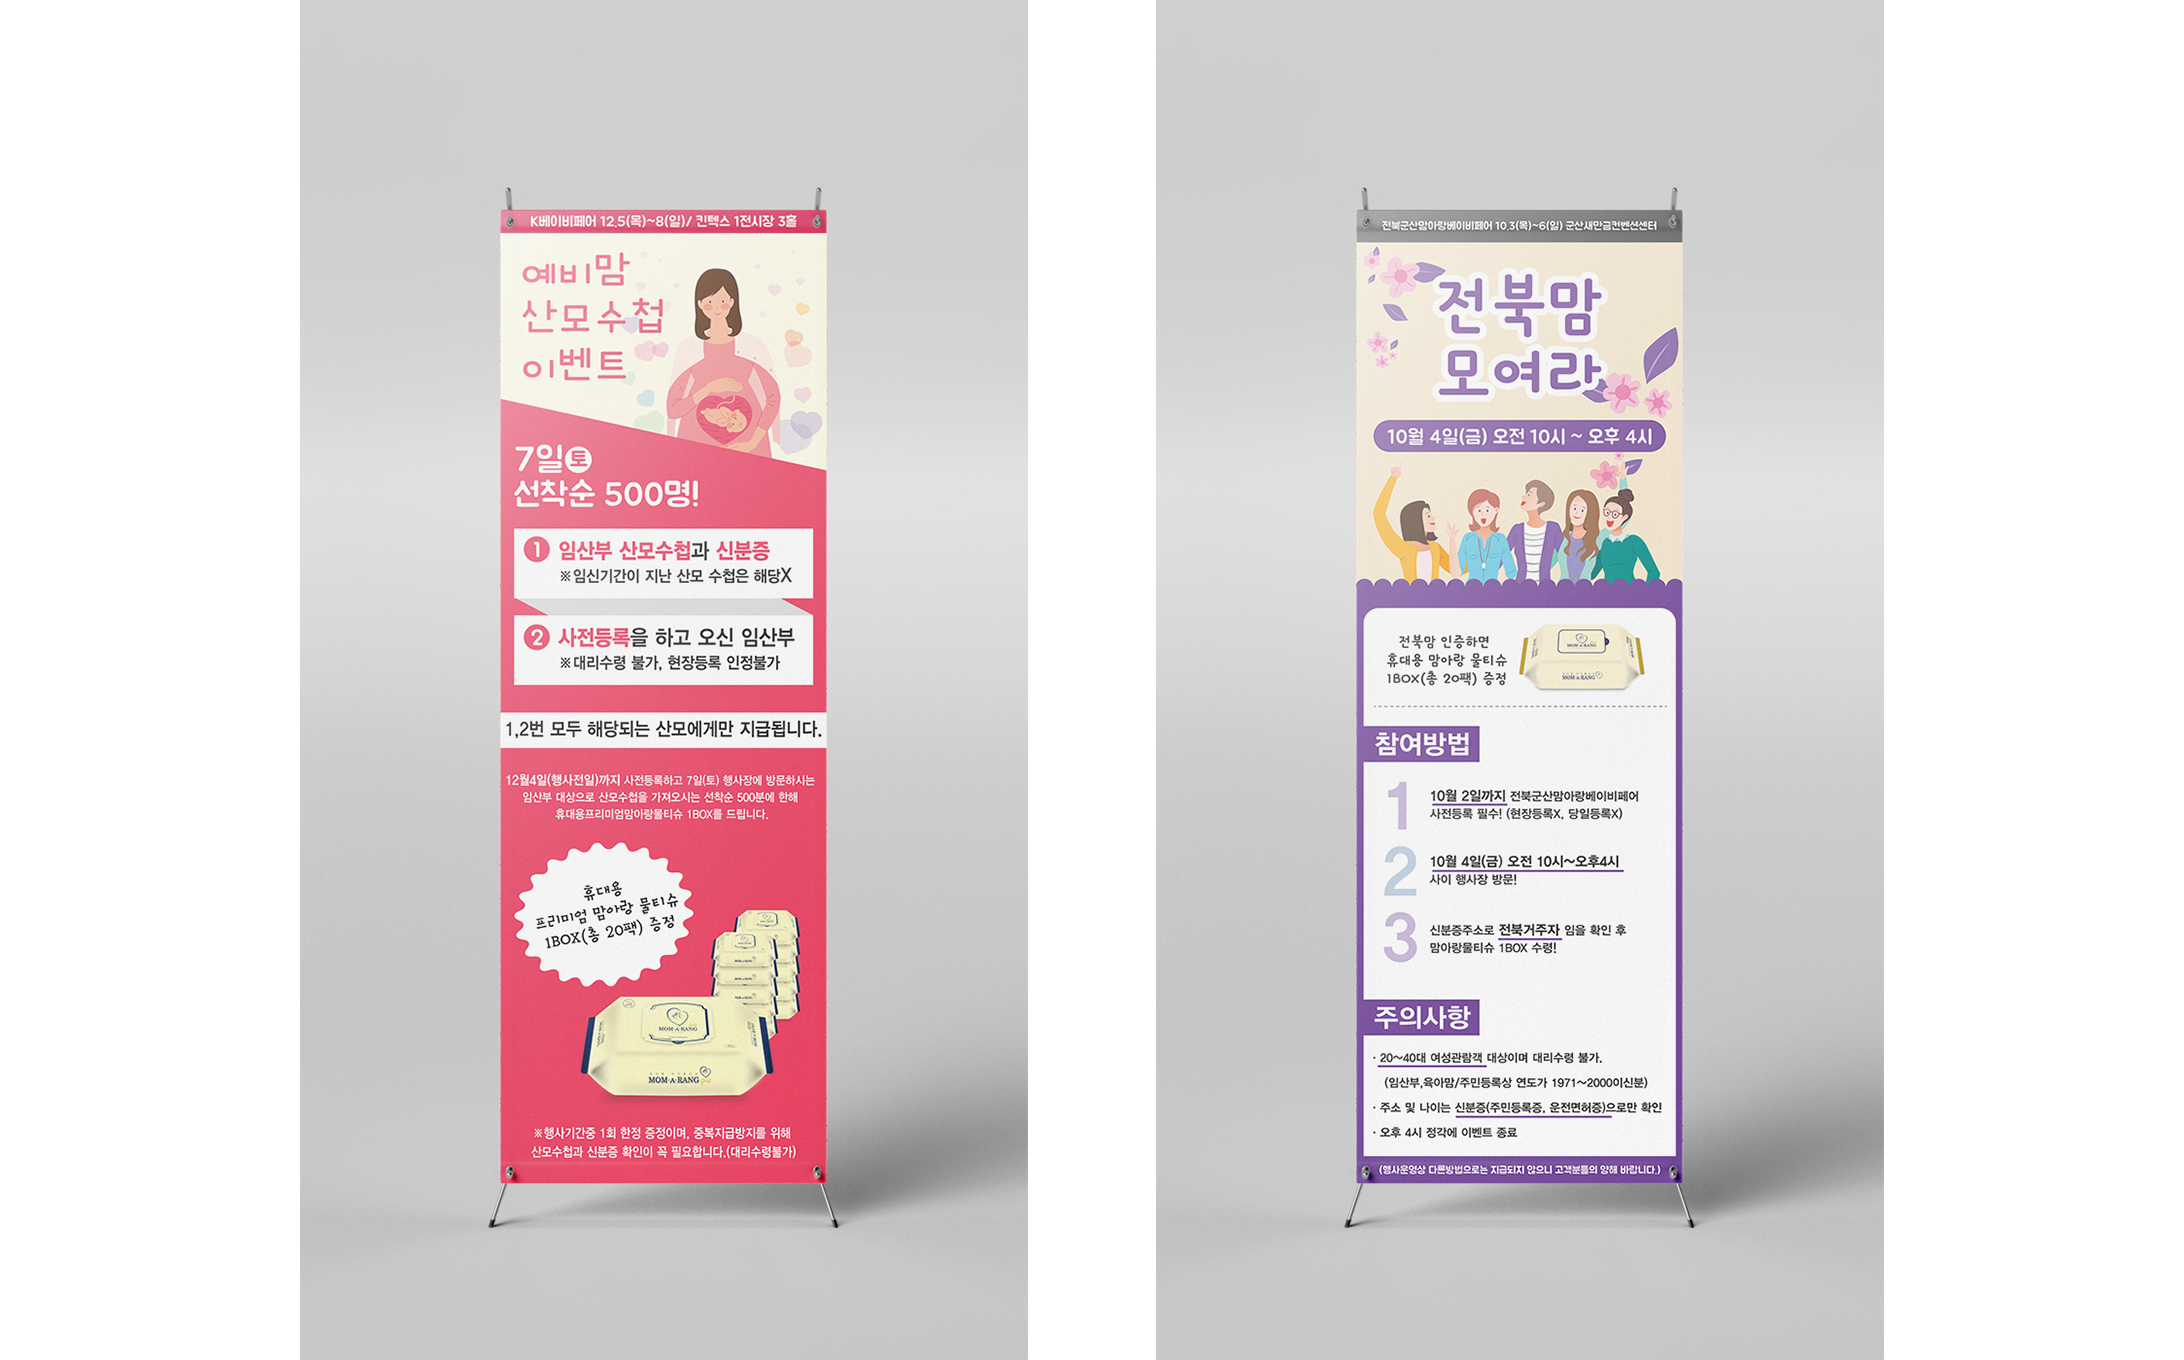 K베이비페어 12.5(목)~8(일)/ 킨텍스 1전시장 3홀
예비맘
산모수첩
이벤트
7일토
선착순 500명!
1 임산부 산모수첩과 신분증
※임신기간이 지난 산모 수첩은 해당X
2 사전등록을 하고 오신 임산부
※대리수령 불가, 현장등록 인정불가
1,2번 모두 해당되는 산모에게만 지급됩니다.
12월4일(행사전일)까지 사전등록하고 7일(토) 행사장에 방문하시는
임산부 대상으로 산모수첩을 가져오시는 선착순 500분에 한해
휴대용프리미엄맘아랑물티슈 1BOX를 드립니다.
휴대용
프리미엄 맘아랑 물티슈
1BOX(총 20팩) 증정
MOM·A·RANG
MOM·A·RANG Gold
※행사기간중 1회 한정 증정이며, 중복지급방지를 위해
산모수첩과 신분증 확인이 꼭 필요합니다.(대리수령불가)
전북군산맘아랑베이비페어 10.3(목)~6(일) 군산새만금컨벤션센터
전북맘
모여라
10월 4일(금) 오전 10시 ~ 오후 4시
전북맘 인증하면
휴대용 맘아랑 물티슈
1BOX(총 20팩) 증정
MOM·A·RANG
MOM·A·RANG
참여방법
1 10월 2일까지 전북군산맘아랑베이비페어
사전등록 필수! (현장등록X, 당일등록X)
2 10월 4일(금) 오전 10시~오후4시
사이 행사장 방문!
3 신분증주소로 전북거주자 임을 확인 후
맘아랑물티슈 1BOX 수령!
주의사항
· 20~40대 여성관람객 대상이며 대리수령 불가.
(임산부,육아맘/주민등록상 연도가 1971~2000이신분)
· 주소 및 나이는 신분증(주민등록증, 운전면허증)으로만 확인
· 오후 4시 정각에 이벤트 종료
(행사운영상 다른방법으로는 지급되지 않으니 고객분들의 양해 바랍니다.)